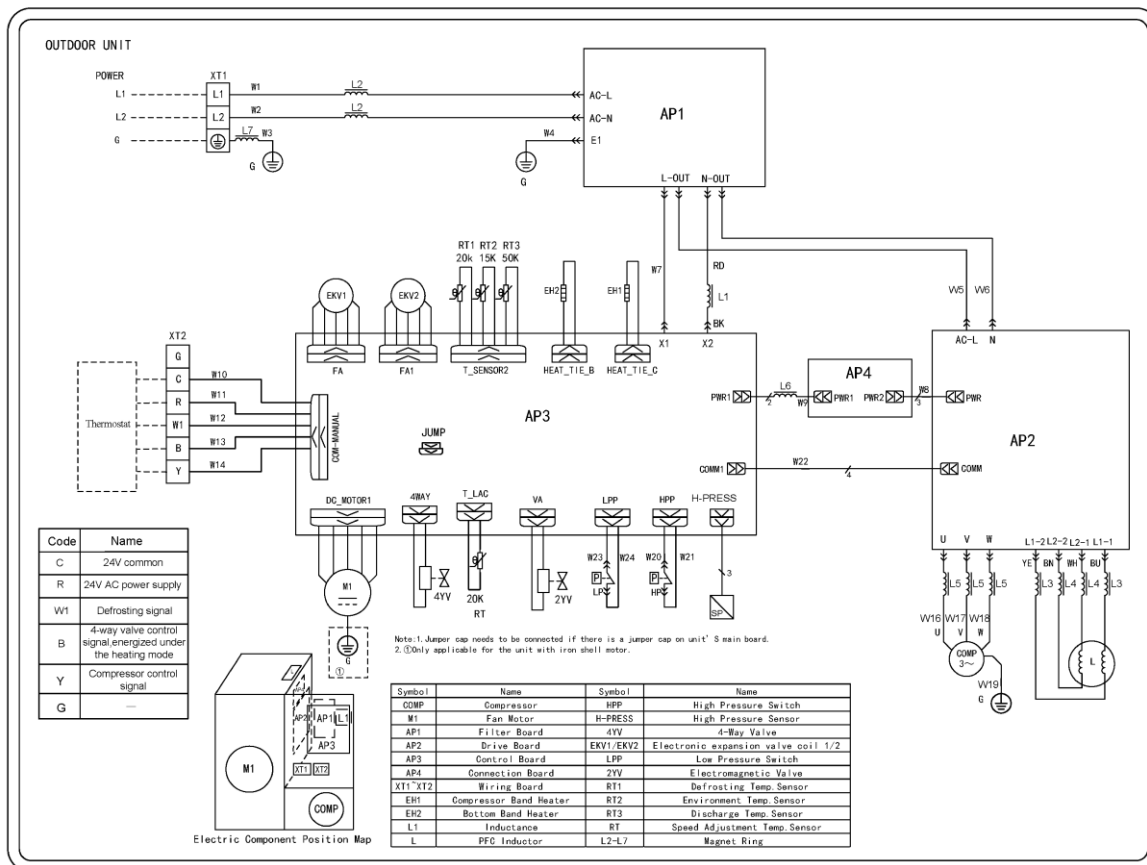 OUTDOOR UNIT
POWER
XT1
L1
L1
W1
L2
AC-L
L2
L2
W2
L2
AC-N
AP1
G
L7
W3
G
W4
G
E1
L-OUT
N-OUT
RT1
20k
RT2
15K
RT3
50K
W7
RD
L1
BK
W5
W6
EKV1
EKV2
EH2
EH1
X1
X2
AC-L
N
FA
FA1
T_SENSOR2
HEAT_TIE_B
HEAT_TIE_C
XT2
G
C
R
W1
B
Y
W10
W11
W12
W13
W14
Thermostat
COM-MANUAL
JUMP
AP3
PWR1
2
L6
W9
AP4
PWR1
PWR2
3
W8
PWR
AP2
COMM1
W22
4
COMM
DC_MOTOR1
4WAY
T_LAC
VA
LPP
HPP
H-PRESS
M1
G
①
4YV
20K
RT
2YV
W23
W24
P
LP
W20
W21
P
HP
3
SP
U
V
W
L1-2
L2-2
L2-1
L1-1
YE
BN
WH
BU
L5
L5
L5
L3
L4
L4
L3
W16
W17
W18
U
V
W
COMP
3～
W19
G
L
Code Name
C 24V common
R 24V AC power supply
W1 Defrosting signal
B 4-way valve control
signal,energized under
the heating mode
Y Compressor control
signal
G —
Note:1.Jumper cap needs to be connected if there is a jumper cap on unit' S main board.
2.①Only applicable for the unit with iron shell motor.
AP2
AP1
L1
AP3
XT1
XT2
M1
COMP
Electric Component Position Map
Symbol Name Symbol Name
COMP Compressor HPP High Pressure Switch
M1 Fan Motor H-PRESS High Pressure Sensor
AP1 Filter Board 4YV 4-Way Valve
AP2 Drive Board EKV1/EKV2 Electronic expansion valve coil 1/2
AP3 Control Board LPP Low Pressure Switch
AP4 Connection Board 2YV Electromagnetic Valve
XT1~XT2 Wiring Board RT1 Defrosting Temp.Sensor
EH1 Compressor Band Heater RT2 Environment Temp.Sensor
EH2 Bottom Band Heater RT3 Discharge Temp.Sensor
L1 Inductance RT Speed Adjustment Temp.Sensor
L PFC Inductor L2-L7 Magnet Ring